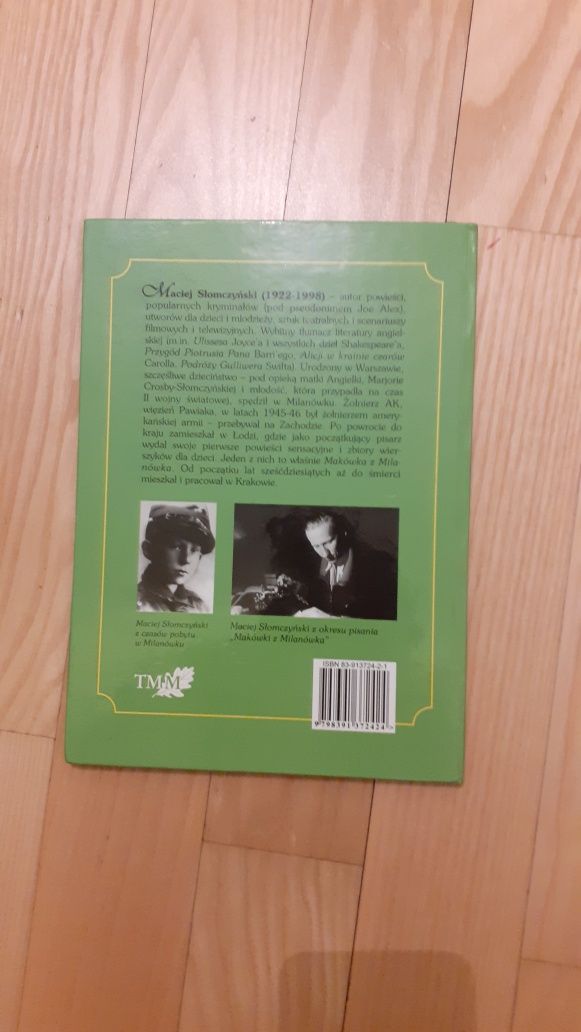 Maciej Słomczyński (1922-1998) – autor powieści,
popularnych kryminałów (pod pseudonimem Joe Alex),
utworów dla dzieci i młodzieży, sztuk teatralnych i scenariuszy
filmowych i telewizyjnych. Wybitny tłumacz literatury angiel-
skiej (m.in. Ulissesa Joyce'a i wszystkich dzieł Shakespeare'a,
Przygód Piotrusia Pana Barri'ego, Alicji w krainie czarów
Carolla, Podróży Gulliwera Swifta). Urodzony w Warszawie,
szczęśliwe dzieciństwo – pod opieką matki Angielki, Marjorie
Crosby-Słomczyńskiej i młodość, która przypadła na czas
II wojny światowej, spędził w Milanówku. Żołnierz AK,
więzień Pawiaka, w latach 1945-46 był żołnierzem amery-
kańskiej armii – przebywał na Zachodzie. Po powrocie do
kraju zamieszkał w Łodzi, gdzie jako początkujący pisarz
wydał swoje pierwsze powieści sensacyjne i zbiory wier-
szyków dla dzieci. Jeden z nich to właśnie Makówka z Mila-
nówka. Od początku lat sześćdziesiątych aż do śmierci
mieszkał i pracował w Krakowie.
Maciej Słomczyński
z czasów pobytu
w Milanówku
Maciej Słomczyński z okresu pisania
„Makówki z Milanówka"
TMM
ISBN 83-913724-2-1
9 798391 372424 >